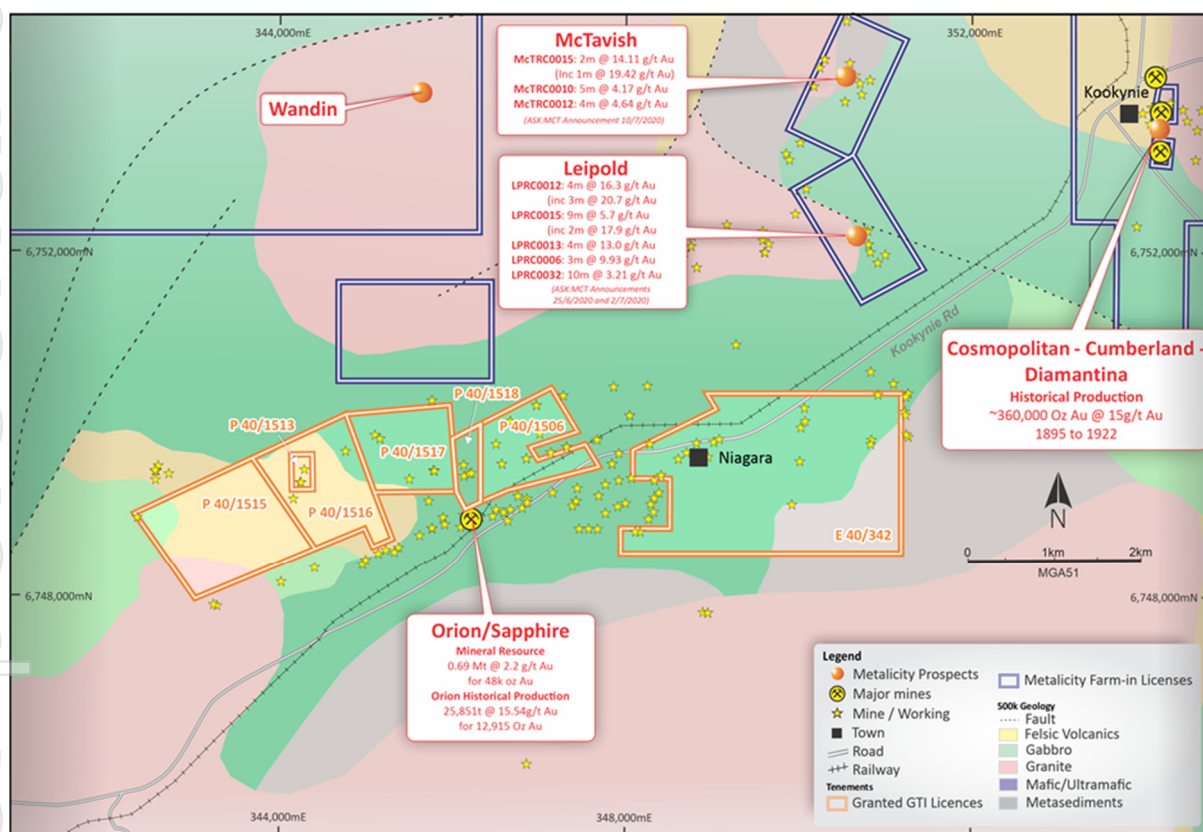 344,000mE
352,000mE
McTavish
McTRC0015: 2m @ 14.11 g/t Au
(Inc 1m @ 19.42 g/t Au)
McTRC0010: 5m @ 4.17 g/t Au
McTRC0012: 4m @ 4.64 g/t Au
(ASK:MCT Announcement 10/7/2020)
Wandin
Kookynie
Leipold
LPRC0012: 4m @ 16.3 g/t Au
(inc 3m @ 20.7 g/t Au
LPRC0015: 9m @ 5.7 g/t Au
(inc 2m @ 17.9 g/t Au
LPRC0013: 4m @ 13.0 g/t Au
LPRC0006: 3m @ 9.93 g/t Au
LPRC0032: 10m @ 3.21 g/t Au
(ASK:MCT Announcements
25/6/2020 and 2/7/2020)
6,752,000mN
6,752,000mN
Kookynie Rd
Cosmopolitan - Cumberland -
Diamantina
Historical Production
~360,000 Oz Au @ 15g/t Au
1895 to 1922
P 40/1518
P 40/1513
P 40/1506
P 40/1517
Niagara
P 40/1515
P 40/1516
E 40/342
N
0 1km 2km
MGA51
6,748,000mN
6,748,000mN
Orion/Sapphire
Mineral Resource
0.69 Mt @ 2.2 g/t Au
for 48k oz Au
Orion Historical Production
25,851t @ 15.54g/t Au
for 12,915 Oz Au
Legend
Metalicity Prospects
Major mines
Mine / Working
Town
Road
Railway
Tenements
Granted GTI Licences
Metalicity Farm-in Licenses
500k Geology
Fault
Felsic Volcanics
Gabbro
Granite
Mafic/Ultramafic
Metasediments
344,000mE
348,000mE